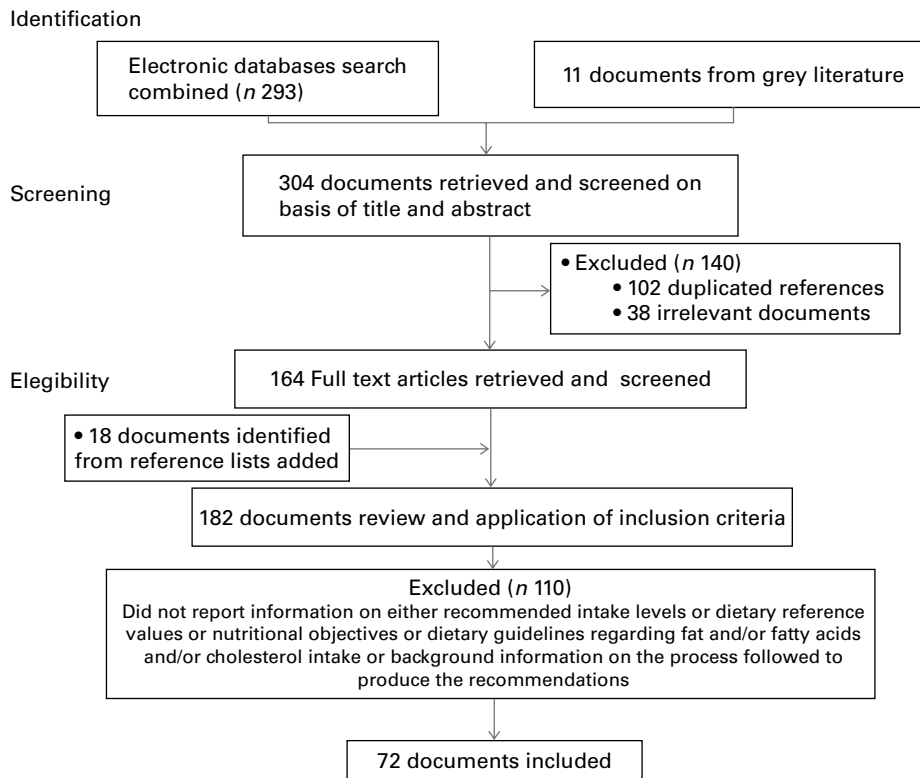 Identification
Electronic databases search
combined (n 293)
11 documents from grey literature
Screening
304 documents retrieved and screened on
basis of title and abstract
• Excluded (n 140)
• 102 duplicated references
• 38 irrelevant documents
Elegibility
164 Full text articles retrieved and screened
• 18 documents identified
from reference lists added
182 documents review and application of inclusion criteria
Excluded (n 110)
Did not report information on either recommended intake levels or dietary reference
values or nutritional objectives or dietary guidelines regarding fat and/or fatty acids
and/or cholesterol intake or background information on the process followed to
produce the recommendations
72 documents included